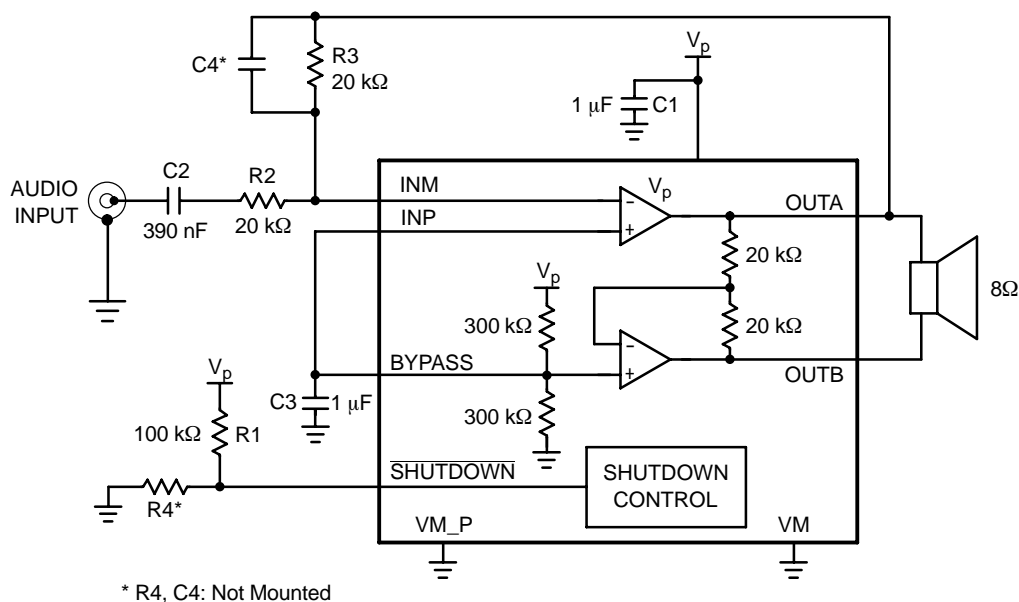 C4*
R3
20 kΩ
Vp
1 μF
C1
AUDIO
INPUT
C2
390 nF
R2
20 kΩ
INM
INP
Vp
−
+
OUTA
20 kΩ
20 kΩ
8Ω
Vp
300 kΩ
300 kΩ
−
+
BYPASS
OUTB
C3
1 μF
Vp
100 kΩ
R1
R4*
SHUTDOWN
SHUTDOWN
CONTROL
VM_P
VM
* R4, C4: Not Mounted